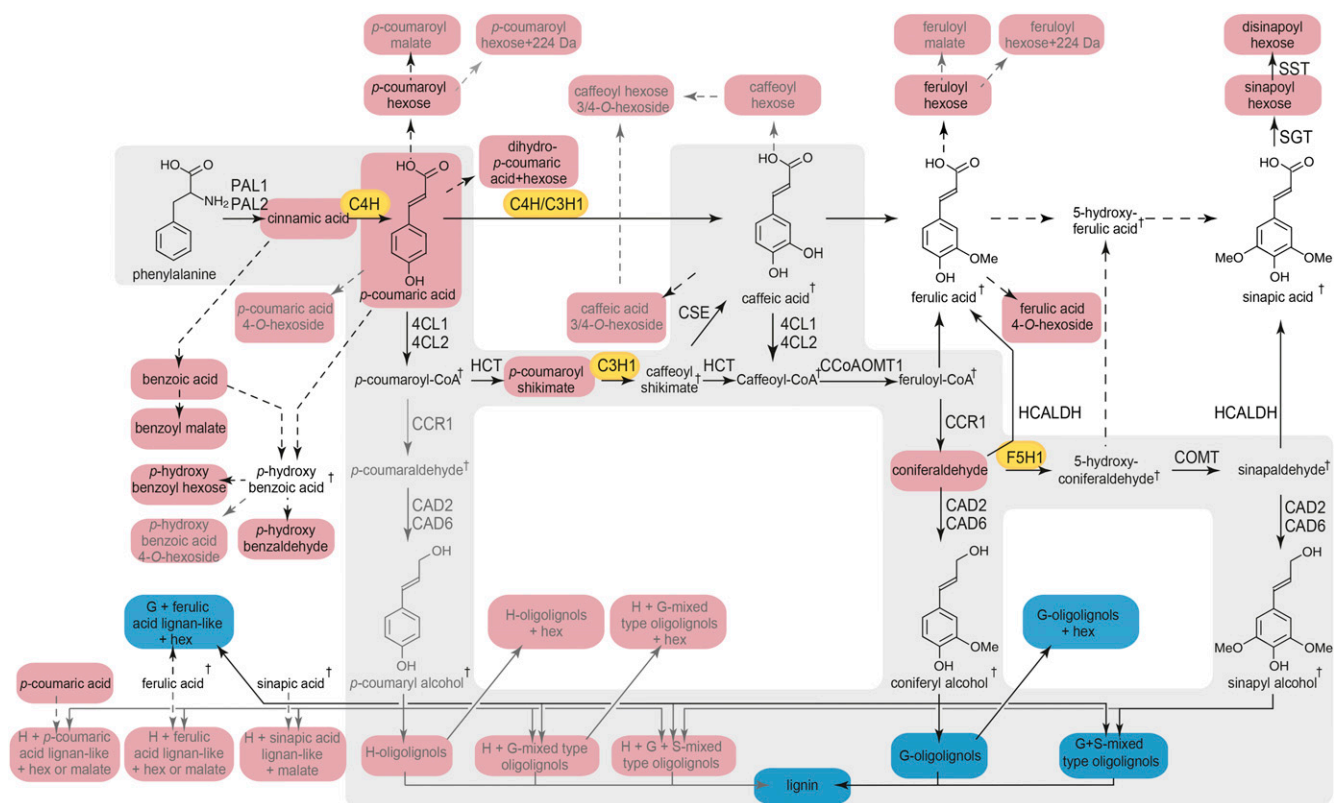 p-coumaroyl
malate
p-coumaroyl
hexose+224 Da
feruloyl
malate
feruloyl
hexose+224 Da
disinapoyl
hexose
SST
p-coumaroyl
hexose
caffeoyl hexose
3/4-O-hexoside
caffeoyl
hexose
feruloyl
hexose
sinapoyl
hexose
SGT
HO
O
NH₂
phenylalanine
PAL1
PAL2
cinnamic acid
C4H
HO
O
OH
p-coumaric acid
dihydro-
p-coumaric
acid+hexose
C4H/C3H1
HO
O
OH
OH
caffeic acid†
HO
O
OMe
OH
ferulic acid†
5-hydroxy-
ferulic acid†
HO
O
MeO
OMe
OH
sinapic acid†
p-coumaric acid
4-O-hexoside
caffeic acid
3/4-O-hexoside
ferulic acid
4-O-hexoside
4CL1
4CL2
CSE
4CL1
4CL2
benzoic acid
p-coumaroyl-CoA†
HCT
p-coumaroyl
shikimate
C3H1
caffeoyl
shikimate†
HCT
Caffeoyl-CoA†
CCoAOMT1
feruloyl-CoA†
HCALDH
HCALDH
benzoyl malate
CCR1
CCR1
p-hydroxy
benzoyl hexose
p-hydroxy
benzoic acid†
p-coumaraldehyde†
coniferaldehyde
F5H1
5-hydroxy-
coniferaldehyde†
COMT
sinapaldehyde†
p-hydroxy
benzoic acid
4-O-hexoside
p-hydroxy
benzaldehyde
CAD2
CAD6
CAD2
CAD6
CAD2
CAD6
OH
OH
p-coumaryl alcohol†
OH
OMe
OH
coniferyl alcohol†
OH
MeO
OMe
OH
sinapyl alcohol†
G + ferulic
acid lignan-like
+ hex
H-oligolignols
+ hex
H + G-mixed
type oligolignols
+ hex
G-oligolignols
+ hex
p-coumaric acid
ferulic acid†
sinapic acid†
H + p-coumaric
acid lignan-like
+ hex or malate
H + ferulic
acid lignan-like
+ hex or malate
H + sinapic acid
lignan-like
+ malate
H-oligolignols
H + G-mixed type
oligolignols
H + G + S-mixed
type oligolignols
G-oligolignols
G+S-mixed
type oligolignols
lignin